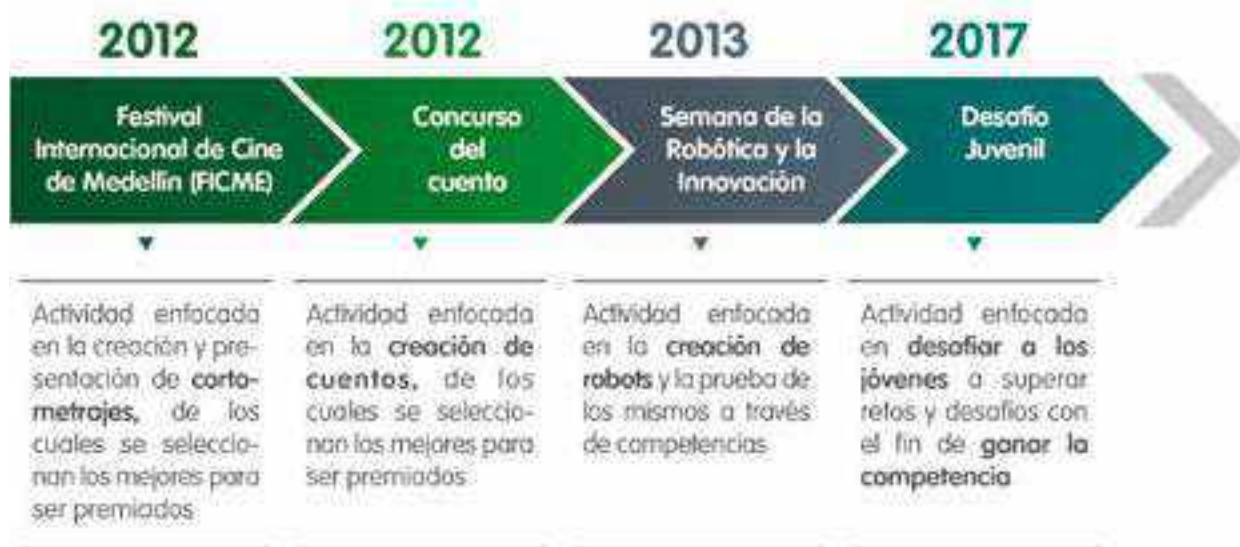 2012
Festival
Internacional de Cine
de Medellín (FICME)
Actividad enfocada
en la creación y pre-
sentación de corto-
metrajes, de los
cuales se seleccio-
nan los mejores para
ser premiados
2012
Concurso
del
cuento
Actividad enfocada
en la creación de
cuentos, de los
cuales se seleccio-
nan los mejores para
ser premiados
2013
Semana de la
Robótica y la
Innovación
Actividad enfocada
en la creación de
robots y la prueba de
los mismos a través
de competencias
2017
Desafío
Juvenil
Actividad enfocada
en desafiar a los
jóvenes a superar
retos y desafíos con
el fin de ganar la
competencia